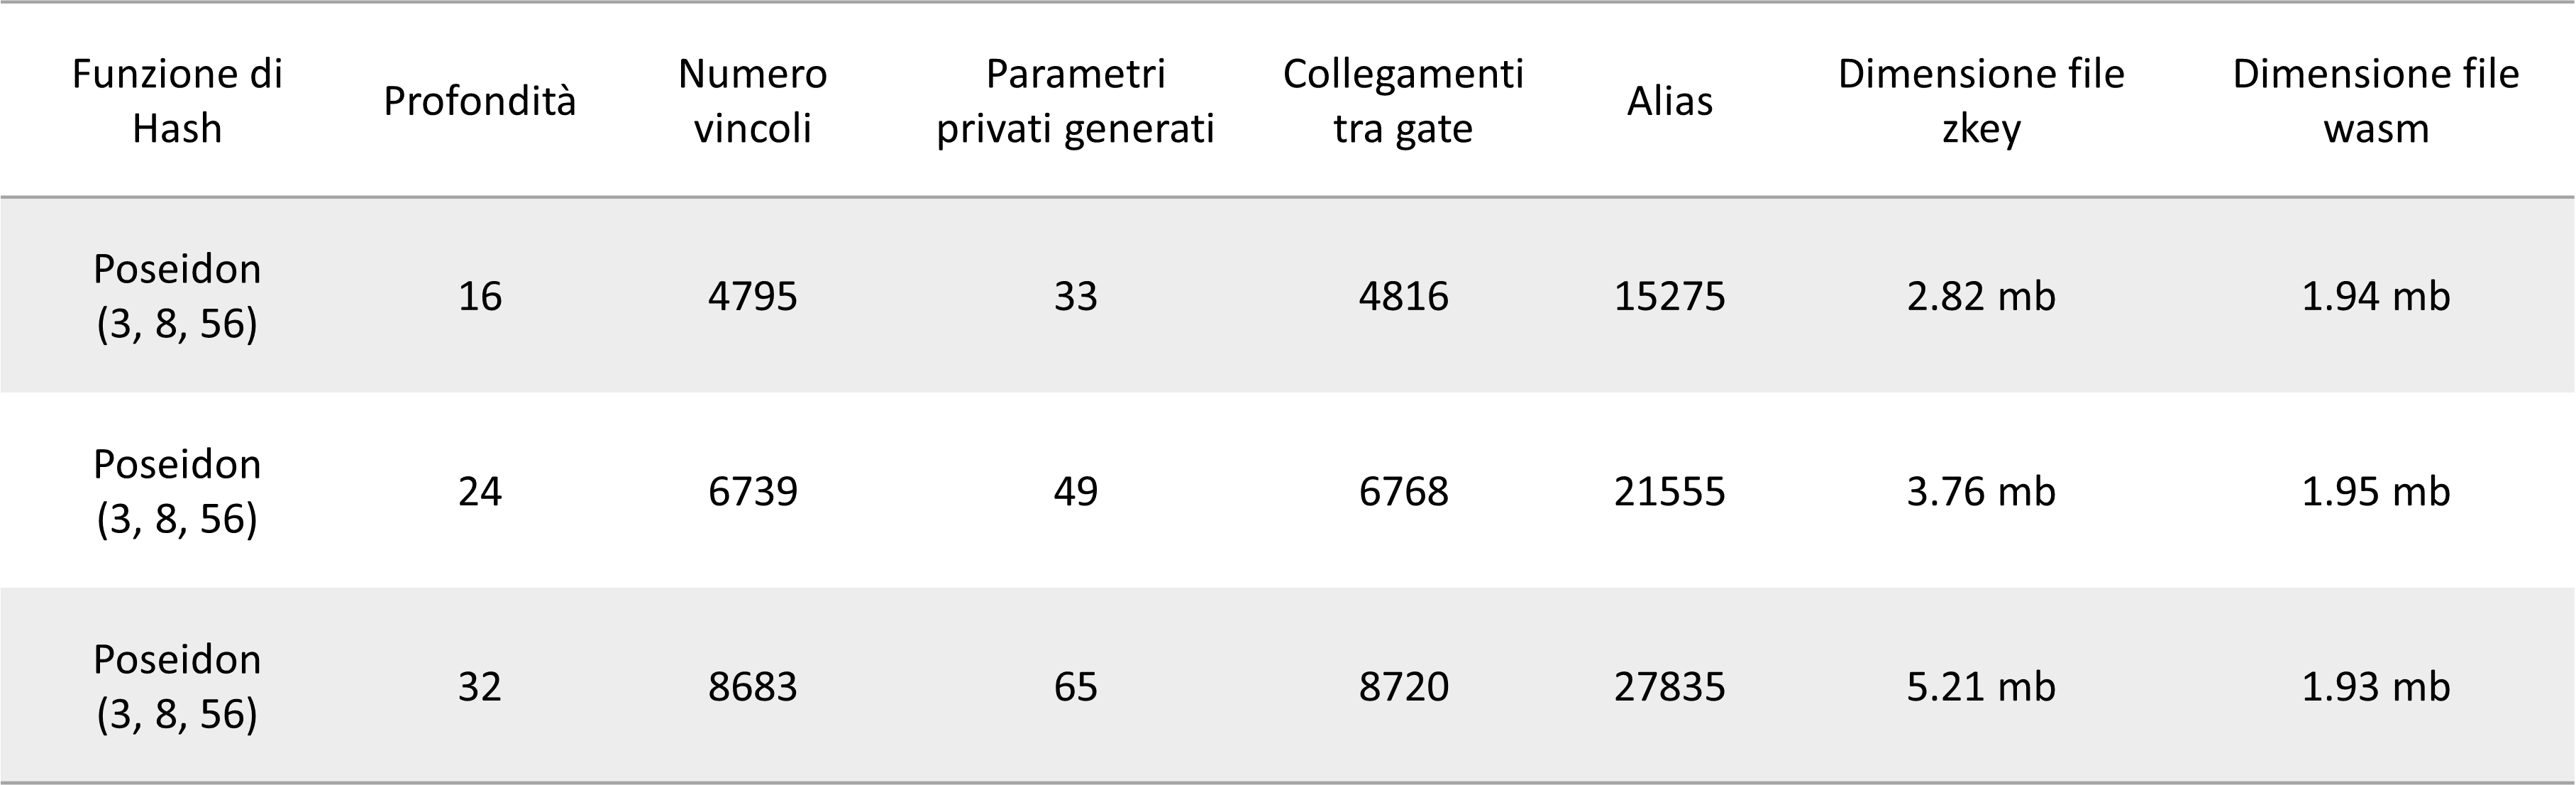 Funzione di
Hash
Profondità
Numero
vincoli
Parametri
privati generati
Collegamenti
tra gate
Alias
Dimensione file
zkey
Dimensione file
wasm
Poseidon
(3, 8, 56)
16
4795
33
4816
15275
2.82 mb
1.94 mb
Poseidon
(3, 8, 56)
24
6739
49
6768
21555
3.76 mb
1.95 mb
Poseidon
(3, 8, 56)
32
8683
65
8720
27835
5.21 mb
1.93 mb